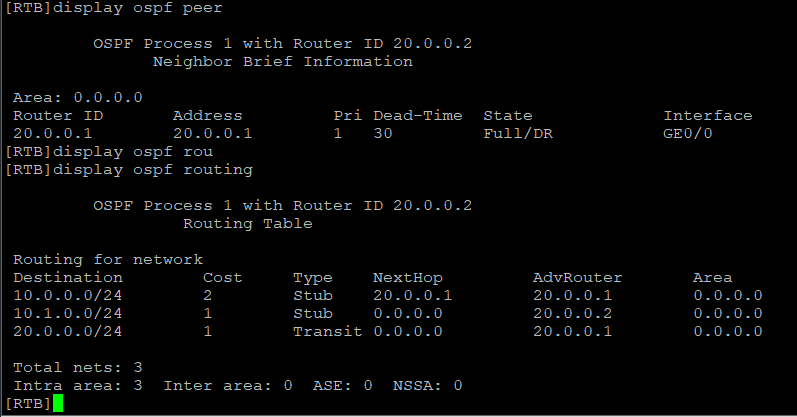 [RTB]display ospf peer
OSPF Process 1 with Router ID 20.0.0.2
Neighbor Brief Information
Area: 0.0.0.0
Router ID Address Pri Dead-Time State Interface
20.0.0.1 20.0.0.1 1 30 Full/DR GE0/0
[RTB]display ospf rou
[RTB]display ospf routing
OSPF Process 1 with Router ID 20.0.0.2
Routing Table
Routing for network
Destination Cost Type NextHop AdvRouter Area
10.0.0.0/24 2 Stub 20.0.0.1 20.0.0.1 0.0.0.0
10.1.0.0/24 1 Stub 0.0.0.0 20.0.0.2 0.0.0.0
20.0.0.0/24 1 Transit 0.0.0.0 20.0.0.1 0.0.0.0
Total nets: 3
Intra area: 3 Inter area: 0 ASE: 0 NSSA: 0
[RTB]